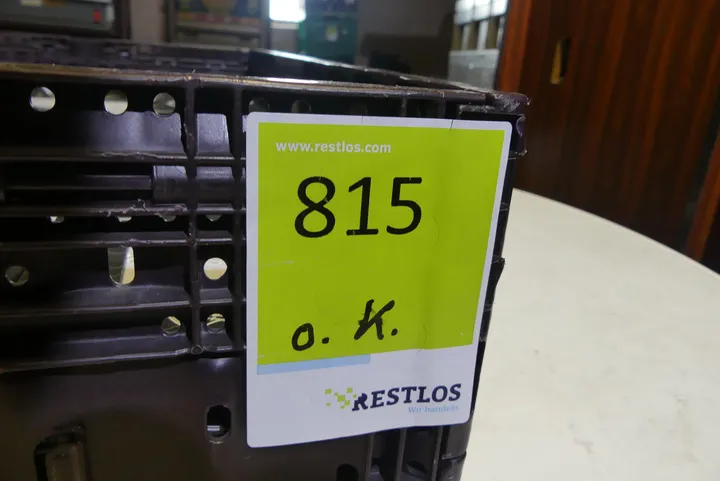 www.restlos.com
815
o. K.
RESTLOS
Wir handeln